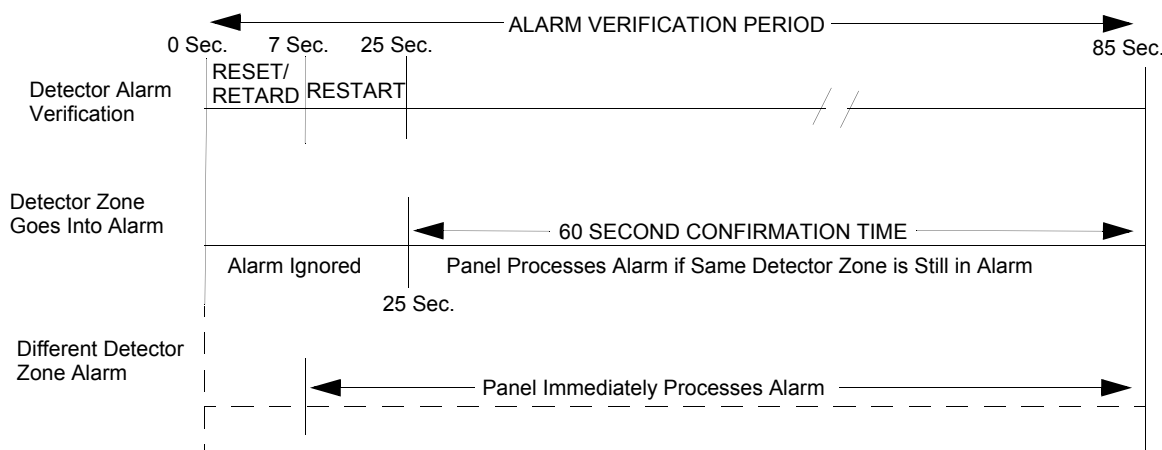 ALARM VERIFICATION PERIOD
0 Sec. 7 Sec. 25 Sec. 85 Sec.
RESET/
RETARD RESTART
Detector Alarm
Verification
Detector Zone
Goes Into Alarm
60 SECOND CONFIRMATION TIME
Alarm Ignored Panel Processes Alarm if Same Detector Zone is Still in Alarm
25 Sec.
Different Detector
Zone Alarm
Panel Immediately Processes Alarm